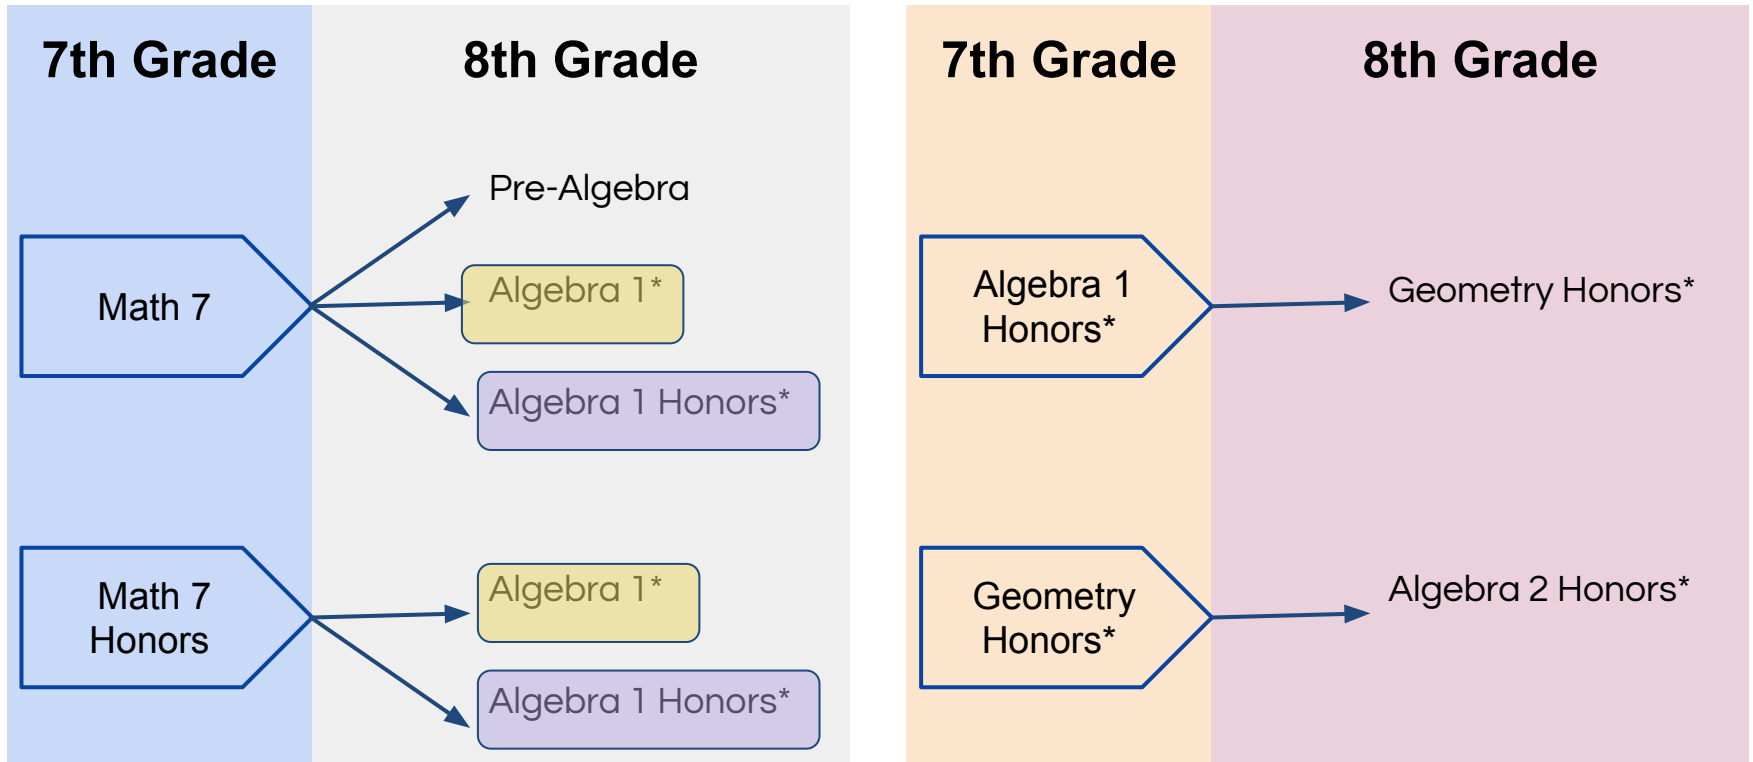 7th Grade
8th Grade
Math 7
Pre-Algebra
Algebra 1*
Algebra 1 Honors*
Math 7
Honors
Algebra 1*
Algebra 1 Honors*
7th Grade
8th Grade
Algebra 1
Honors*
Geometry Honors*
Geometry
Honors*
Algebra 2 Honors*